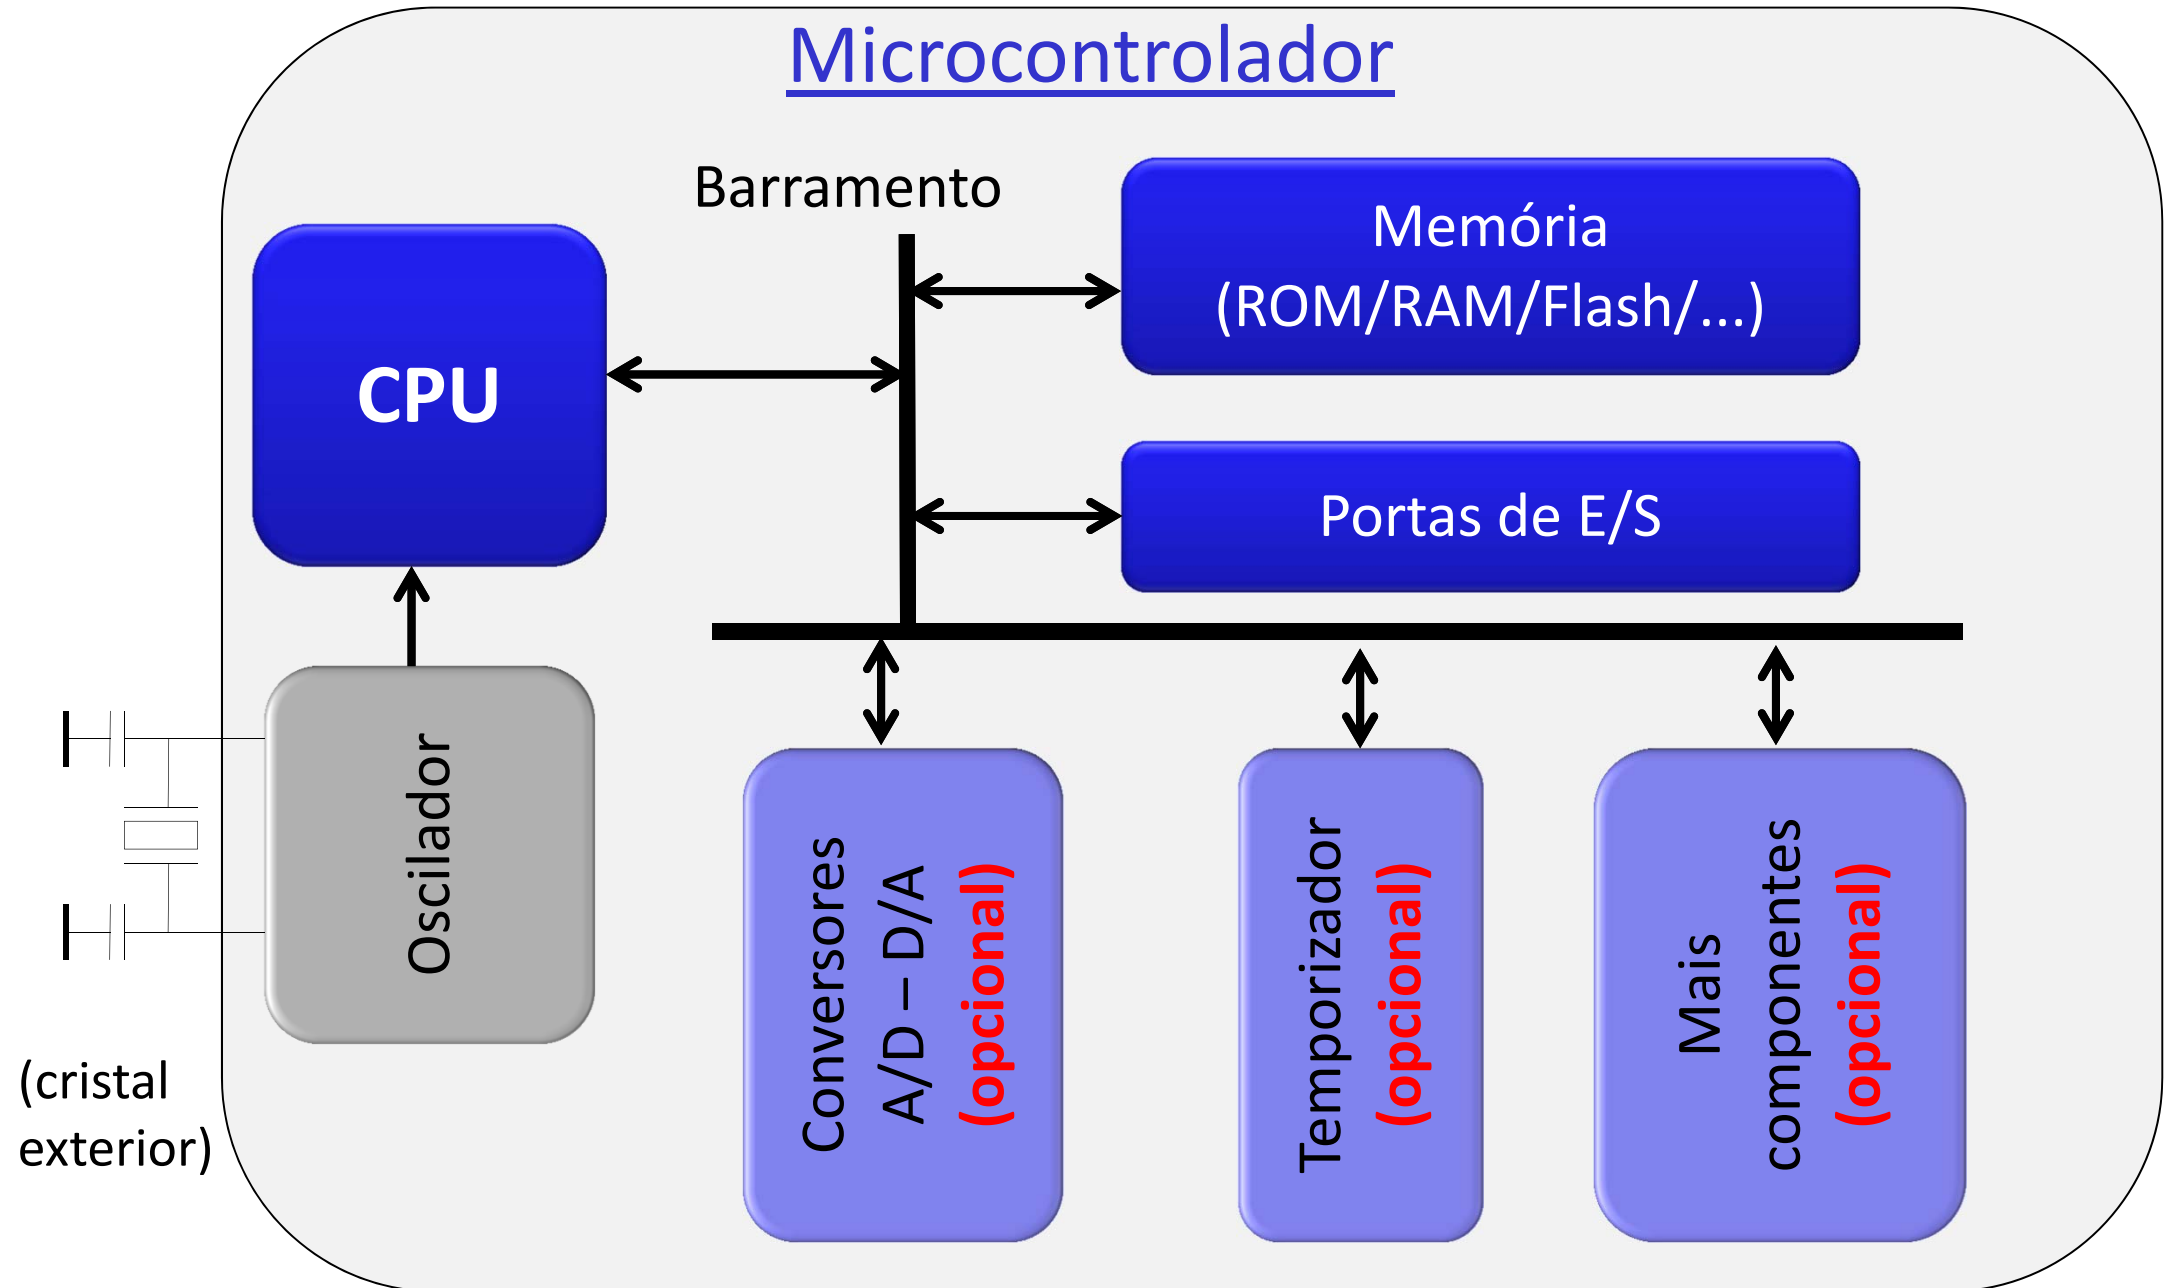 Microcontrolador
Barramento
Memória
(ROM/RAM/Flash/...)
CPU
Portas de E/S
Oscilador
(cristal
exterior)
Conversores
A/D – D/A
(opcional)
Temporizador
(opcional)
Mais
componentes
(opcional)